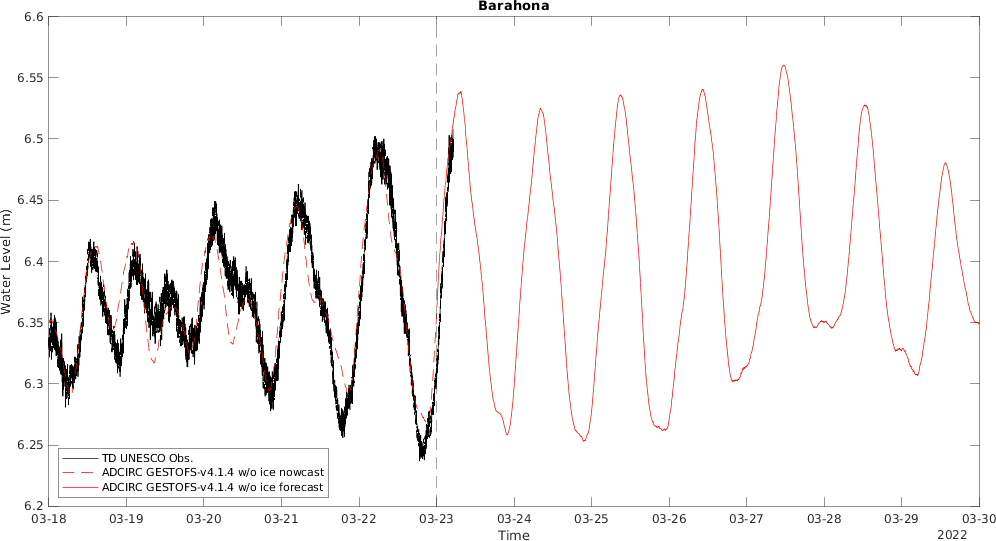 Barahona
Water Level (m)
6.6
6.55
6.5
6.45
6.4
6.35
6.3
6.25
6.2
TD UNESCO Obs.
ADCIRC GESTOFS-v4.1.4 w/o ice nowcast
ADCIRC GESTOFS-v4.1.4 w/o ice forecast
03-18 03-19 03-20 03-21 03-22 03-23 03-24 03-25 03-26 03-27 03-28 03-29 03-30
Time
2022